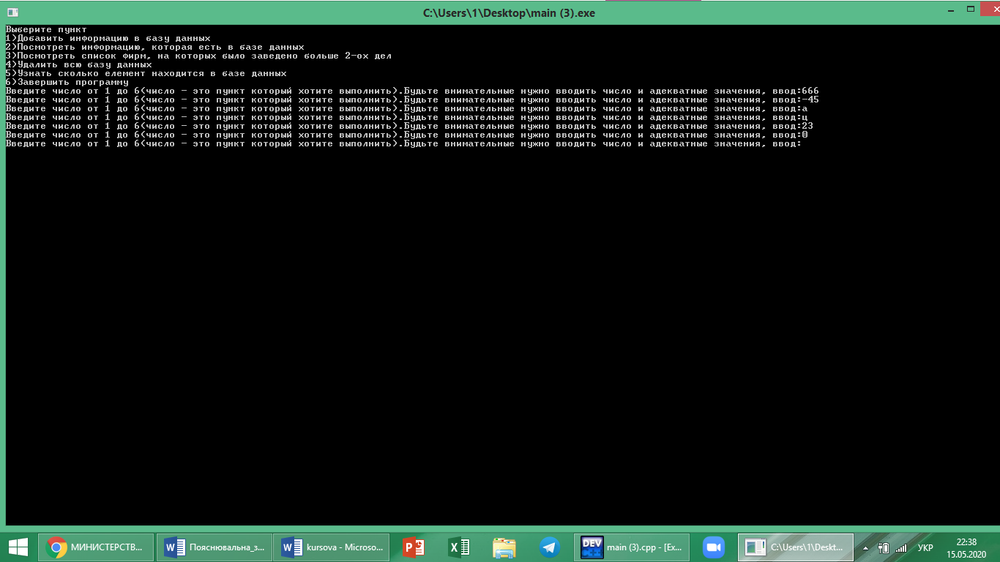 C:\Users\1\Desktop\main (3).exe
Выберите пункт
1)Добавить информацию в базу данных
2)Посмотреть информацию, которая есть в базе данных
3)Посмотреть список фирм, на которых было заведено больше 2-ох дел
4)Удалить всю базу данных
5)Узнать сколько елемент находится в базе данных
6)Завершить программу
Введите число от 1 до 6(число - это пункт который хотите выполнить).Будьте внимательные нужно вводить число и адекватные значения, ввод:666
Введите число от 1 до 6(число - это пункт который хотите выполнить).Будьте внимательные нужно вводить число и адекватные значения, ввод:-45
Введите число от 1 до 6(число - это пункт который хотите выполнить).Будьте внимательные нужно вводить число и адекватные значения, ввод:а
Введите число от 1 до 6(число - это пункт который хотите выполнить).Будьте внимательные нужно вводить число и адекватные значения, ввод:ц
Введите число от 1 до 6(число - это пункт который хотите выполнить).Будьте внимательные нужно вводить число и адекватные значения, ввод:23
Введите число от 1 до 6(число - это пункт который хотите выполнить).Будьте внимательные нужно вводить число и адекватные значения, ввод:0
Введите число от 1 до 6(число - это пункт который хотите выполнить).Будьте внимательные нужно вводить число и адекватные значения, ввод:
МИНИСТЕРСТВ... Пояснювальна_з... kursova - Microso... main (3).cpp - [Ex... C:\Users\1\Deskt... УКР 22:38
15.05.2020